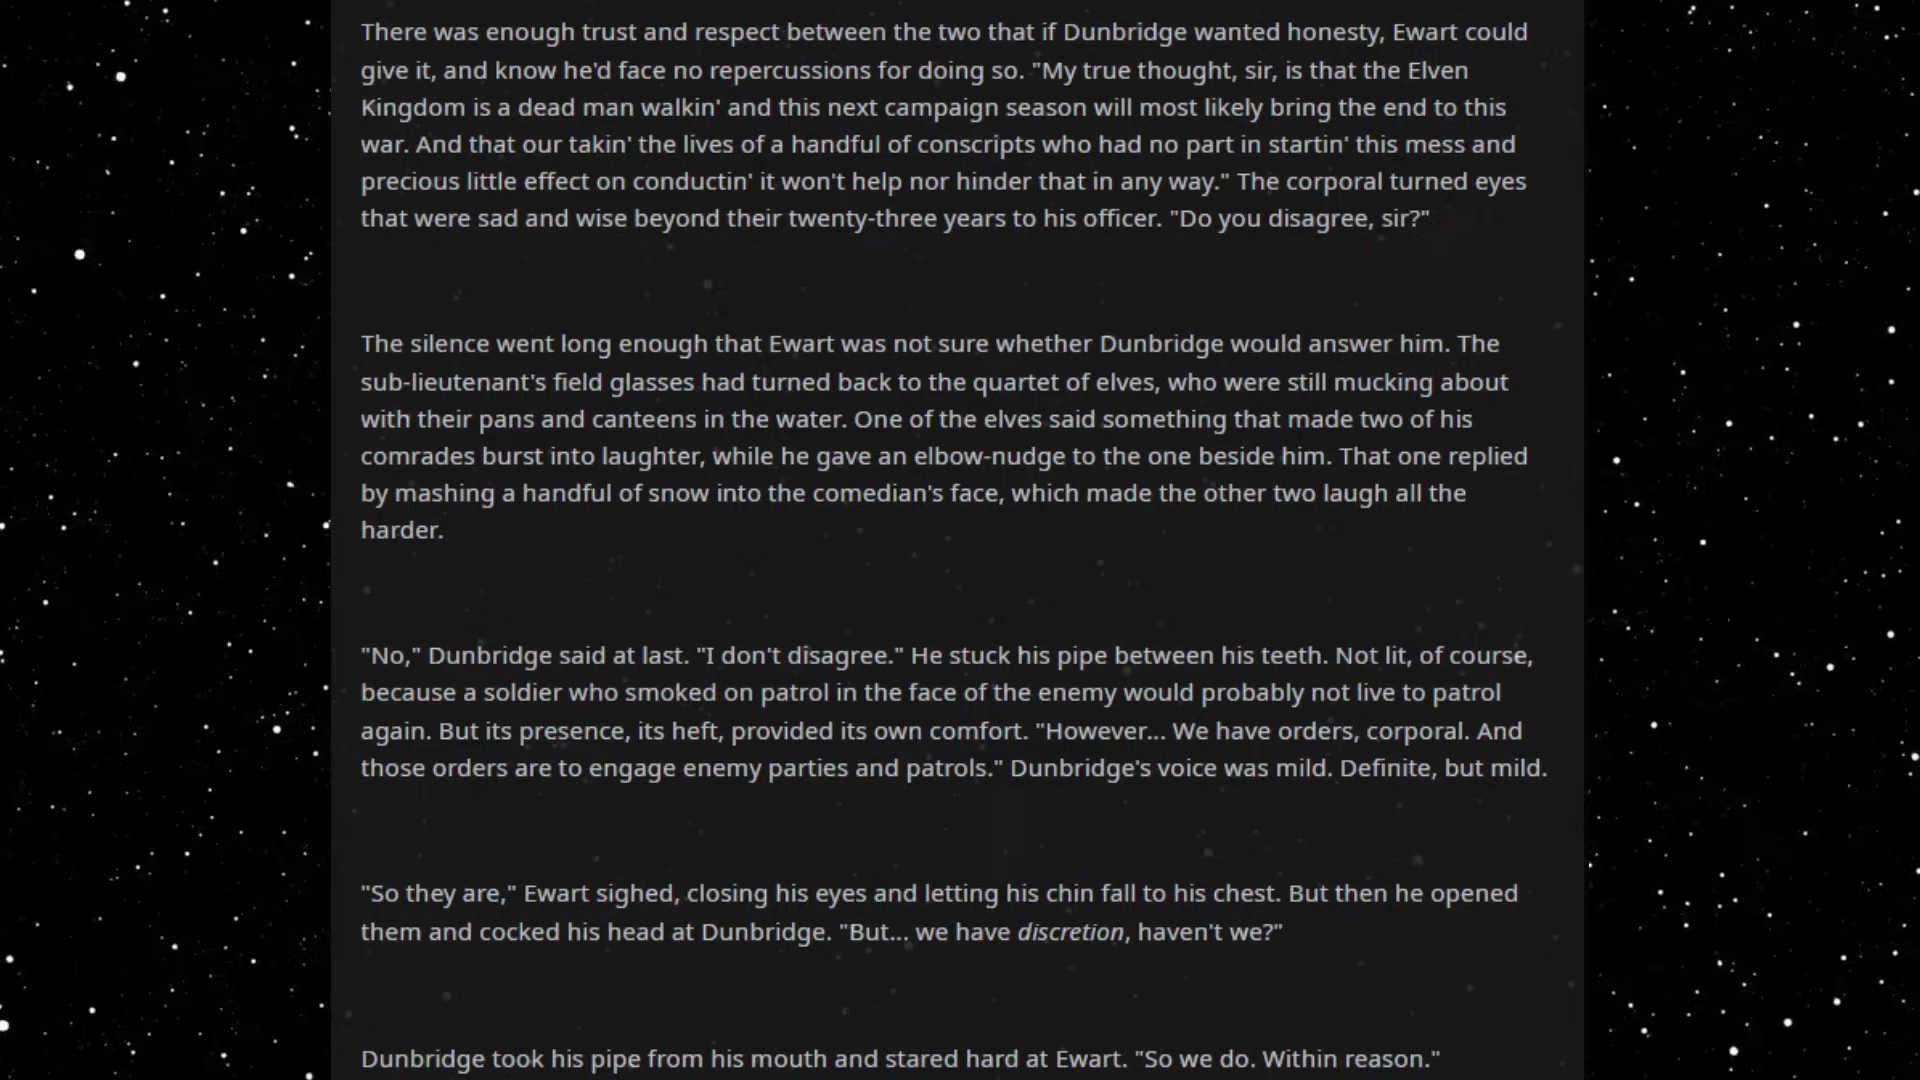 There was enough trust and respect between the two that if Dunbridge wanted honesty, Ewart could
give it, and know he'd face no repercussions for doing so. "My true thought, sir, is that the Elven
Kingdom is a dead man walkin' and this next campaign season will most likely bring the end to this
war. And that our takin' the lives of a handful of conscripts who had no part in startin' this mess and
precious little effect on conductin' it won't help nor hinder that in any way." The corporal turned eyes
that were sad and wise beyond their twenty-three years to his officer. "Do you disagree, sir?"
The silence went long enough that Ewart was not sure whether Dunbridge would answer him. The
sub-lieutenant's field glasses had turned back to the quartet of elves, who were still mucking about
with their pans and canteens in the water. One of the elves said something that made two of his
comrades burst into laughter, while he gave an elbow-nudge to the one beside him. That one replied
by mashing a handful of snow into the comedian's face, which made the other two laugh all the
harder.
"No," Dunbridge said at last. "I don't disagree." He stuck his pipe between his teeth. Not lit, of course,
because a soldier who smoked on patrol in the face of the enemy would probably not live to patrol
again. But its presence, its heft, provided its own comfort. "However... We have orders, corporal. And
those orders are to engage enemy parties and patrols." Dunbridge's voice was mild. Definite, but mild.
"So they are," Ewart sighed, closing his eyes and letting his chin fall to his chest. But then he opened
them and cocked his head at Dunbridge. "But... we have discretion, haven't we?"
Dunbridge took his pipe from his mouth and stared hard at Ewart. "So we do. Within reason."